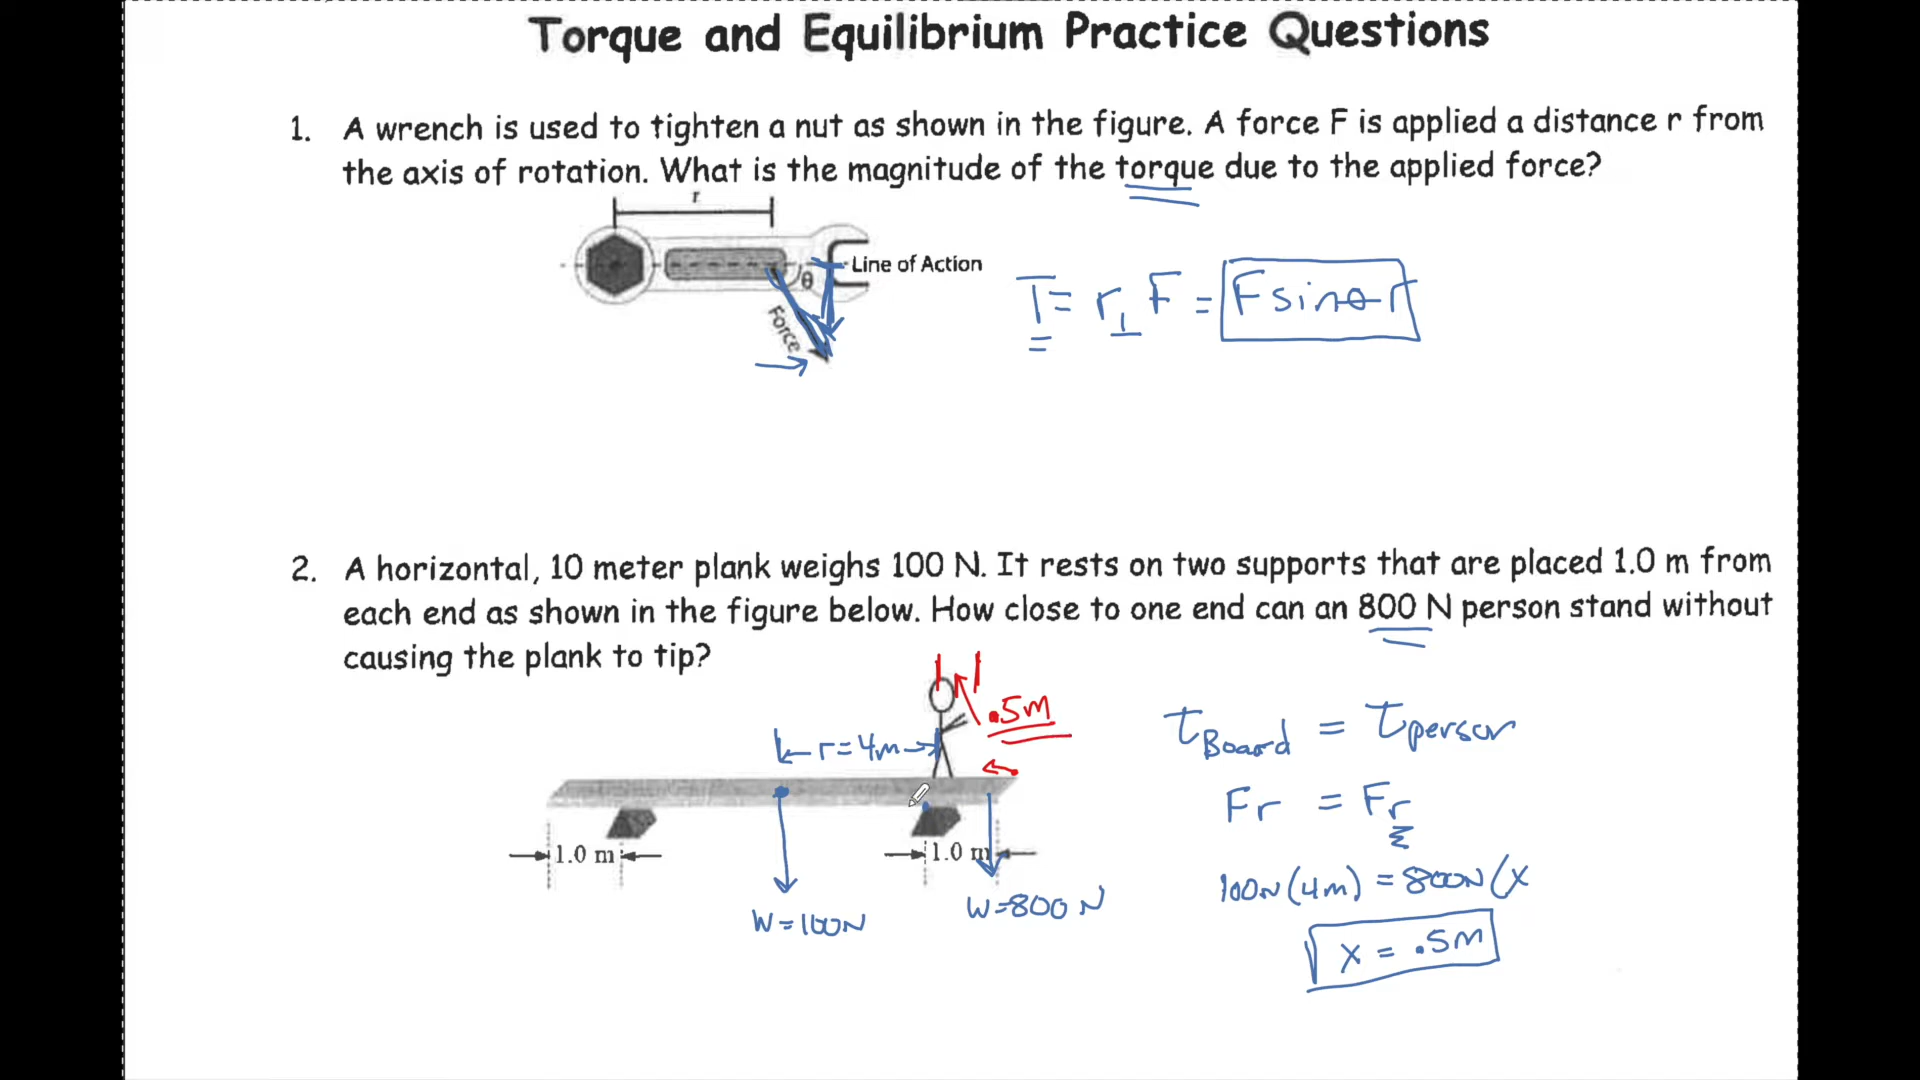 Torque and Equilibrium Practice Questions
1. A wrench is used to tighten a nut as shown in the figure. A force F is applied a distance r from
the axis of rotation. What is the magnitude of the torque due to the applied force?
r
θ
Line of Action
Force
T = r⊥ F = F sin θ r
2. A horizontal, 10 meter plank weighs 100 N. It rests on two supports that are placed 1.0 m from
each end as shown in the figure below. How close to one end can an 800 N person stand without
causing the plank to tip?
.5m
r=4m
1.0 m
1.0 m
W=100N
W=800N
τBoard = τperson
Fr = Fr
100N(4m) = 800N(x
x = .5m